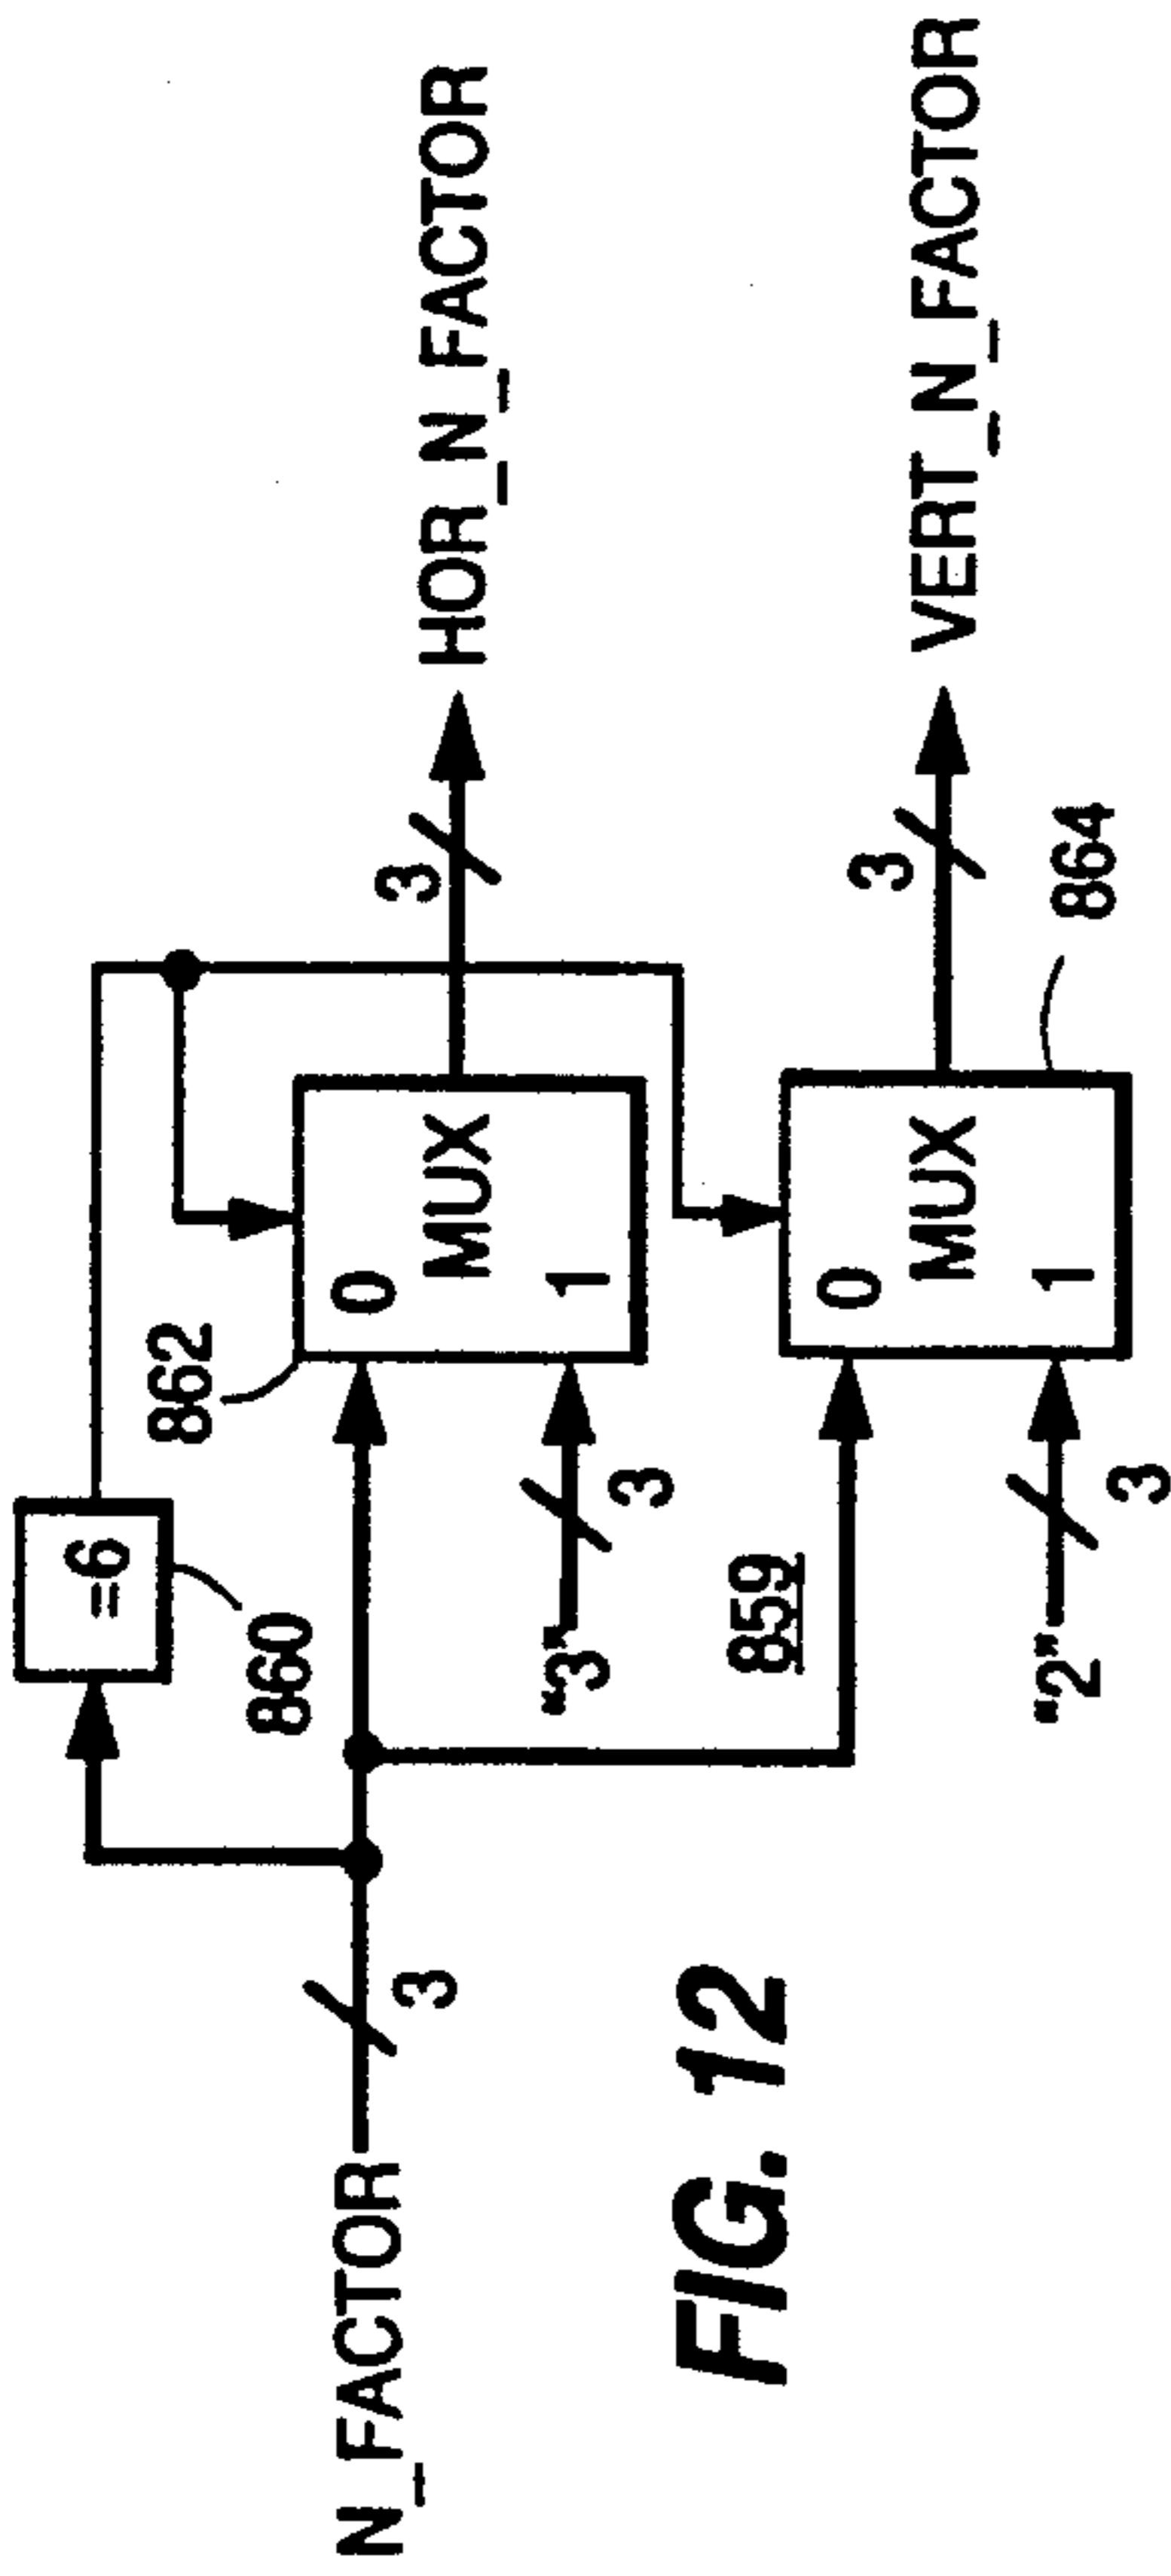 =6
860
862
N_FACTOR
3
0
MUX
1
3
HOR_N_FACTOR
"3"
3
859
0
MUX
1
3
VERT_N_FACTOR
"2"
3
864
FIG. 12